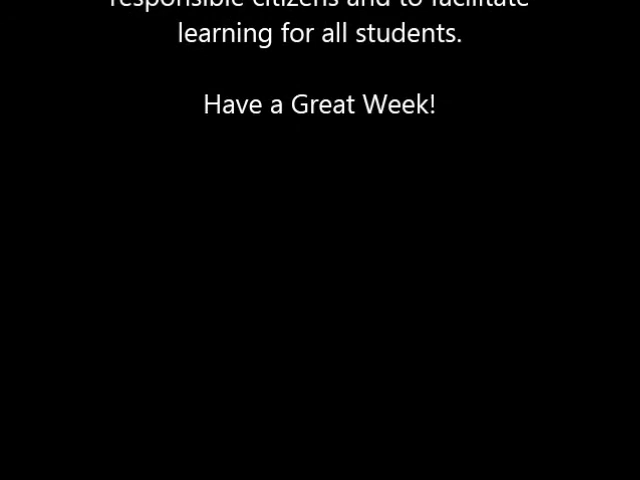 responsible citizens and to facilitate
learning for all students.
Have a Great Week!